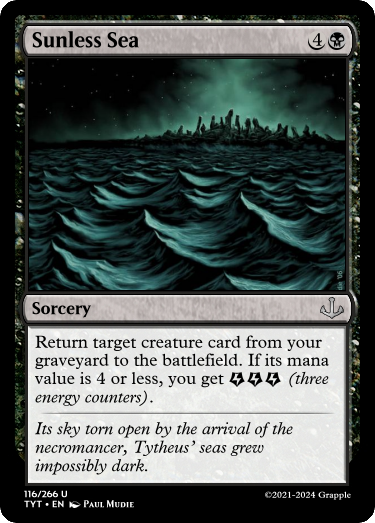 Sunless Sea 4
Sorcery
Return target creature card from your
graveyard to the battlefield. If its mana
value is 4 or less, you get (three
energy counters).
Its sky torn open by the arrival of the
necromancer, Tytheus' seas grew
impossibly dark.
116/266 U
TYT • EN Paul Mudie
©2021-2024 Grapple